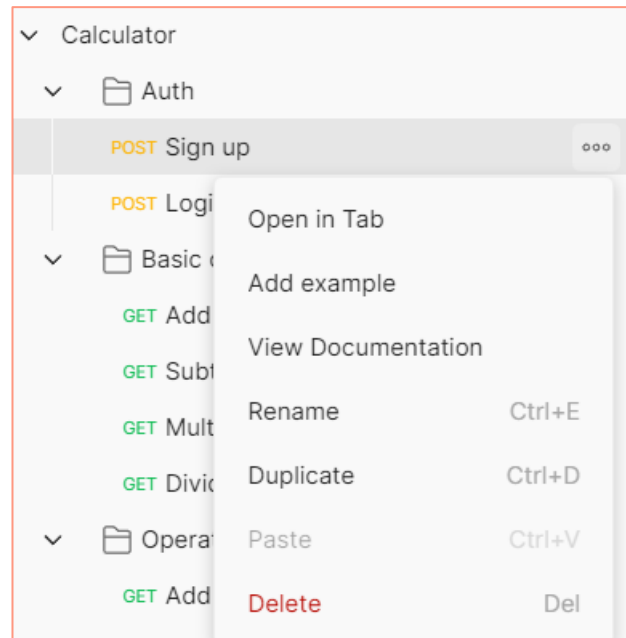 Calculator
Auth
POST Sign up
POST Logi
Open in Tab
Basic
Add example
GET Add
View Documentation
GET Subt
Rename Ctrl+E
GET Mult
Duplicate Ctrl+D
GET Divid
Opera
Paste Ctrl+V
GET Add
Delete Del